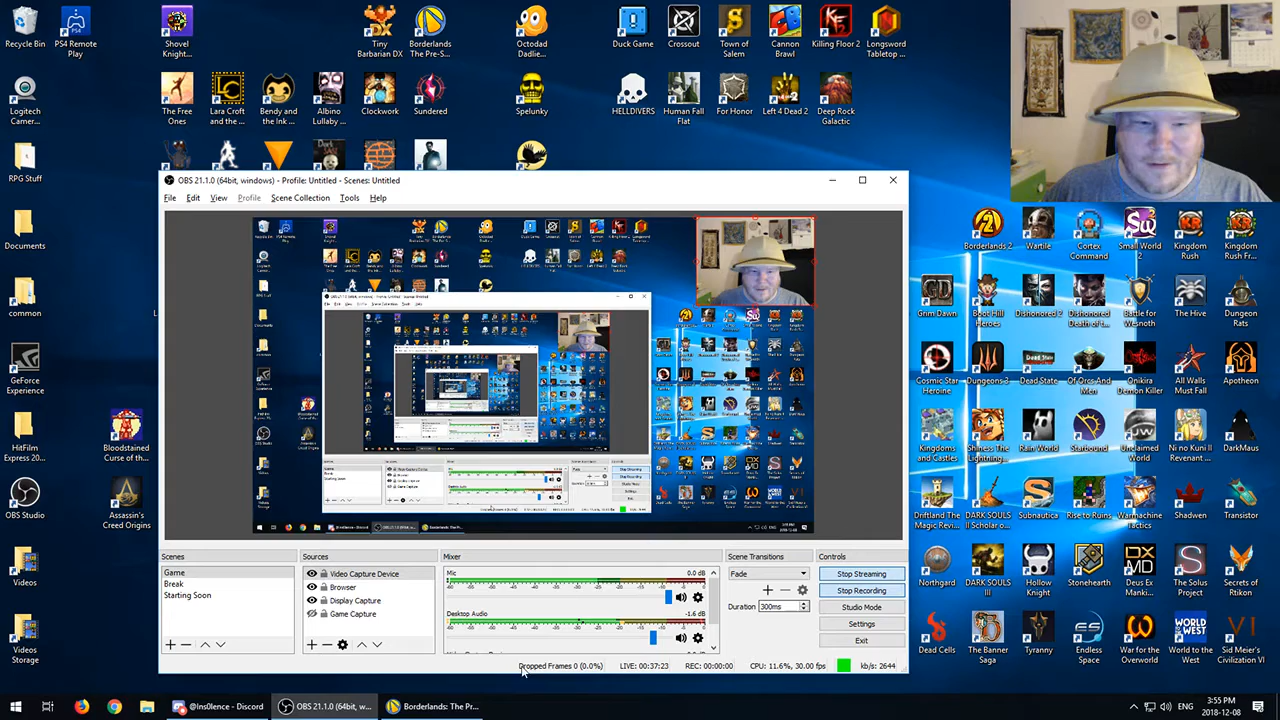 Recycle Bin
PS4 Remote
Play
Shovel
Knight...
Tiny
Barbarian DX
Borderlands
The Pre-S...
Octodad
Dadlie...
Duck Game
Crossout
Town of
Salem
Cannon
Brawl
Killing Floor 2
Longsword
Tabletop ...
Logitech
Camer...
The Free
Ones
Lara Croft
and the ...
Bendy and
the Ink ...
Albino
Lullaby ...
Clockwork
Sundered
Spelunky
HELLDIVERS
Human Fall
Flat
For Honor
Left 4 Dead 2
Deep Rock
Galactic
RPG Stuff
Documents
common
GeForce
Experience
HitFilm
Express 20...
Bloodstained
Curse of th...
OBS Studio
Assassin's
Creed Origins
Videos
Videos
Storage
OBS 21.1.0 (64bit, windows) - Profile: Untitled - Scenes: Untitled
File Edit View Profile Scene Collection Tools Help
Scenes
Game
Break
Starting Soon
Sources
Video Capture Device
Browser
Display Capture
Game Capture
Mixer
Mic 0.0 dB
Desktop Audio -1.6 dB
Scene Transitions
Fade
Duration 300ms
Controls
Stop Streaming
Stop Recording
Studio Mode
Settings
Exit
Dropped Frames 0 (0.0%) LIVE: 00:37:23 REC: 00:00:00 CPU: 11.6%, 30.00 fps kb/s: 2644
Borderlands 2
Wartile
Cortex
Command
Small World
2
Kingdom
Rush
Kingdom
Rush Fr...
Grim Dawn
Boot Hill
Heroes
Dishonored 2
Dishonored
Death of t...
Battle for
Wesnoth
The Hive
Dungeon
Rats
Cosmic Star
Heroine
Dungeons 3
Dead State
Of Orcs And
Men
Onikira
Demon Killer
All Walls
Must Fall
Apotheon
Kingdoms
and Castles
Shiness The
Lightning...
Rain World
Starbound
Unclaimed
World
Ni no Kuni II
Revenant ...
DarkMaus
Driftland The
Magic Revi...
DARK SOULS
II Scholar o...
Subnautica
Rise to Ruins
Warmachine
Tactics
Shadwen
Transistor
Northgard
DARK SOULS
III
Hollow
Knight
Stonehearth
Deus Ex
Mankind ...
The Solus
Project
Secrets of
Rtikon
Dead Cells
The Banner
Saga
Tyranny
Endless
Space
War for the
Overworld
World to the
West
Sid Meier's
Civilization VI
@Ins0lence - Discord
OBS 21.1.0 (64bit, w...
Borderlands: The Pr...
ENG
3:55 PM
2018-12-08